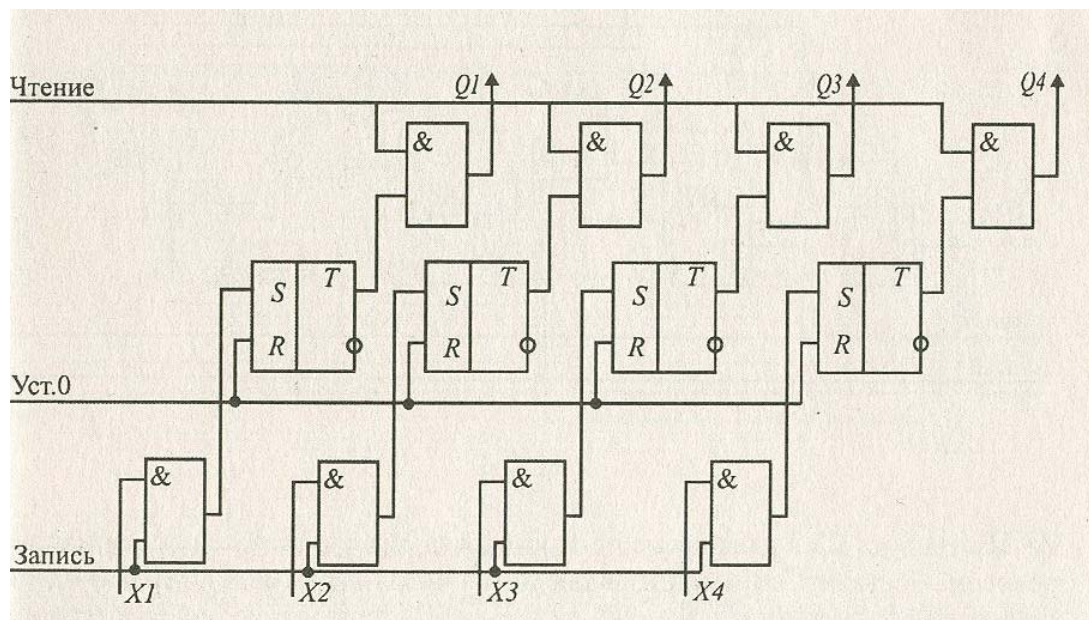 Чтение Q1 Q2 Q3 Q4
& & & &
S T S T S T S T
R R R R
Уст.0
& & & &
Запись
X1 X2 X3 X4